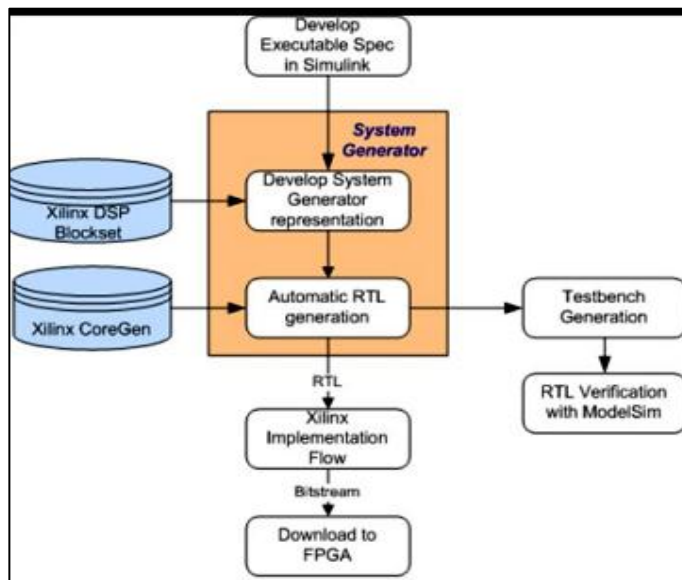 Develop
Executable Spec
in Simulink
System
Generator
Develop System
Generator
representation
Xilinx DSP
Blockset
Automatic RTL
generation
Xilinx CoreGen
Testbench
Generation
RTL
RTL Verification
with ModelSim
Xilinx
Implementation
Flow
Bitstream
Download to
FPGA